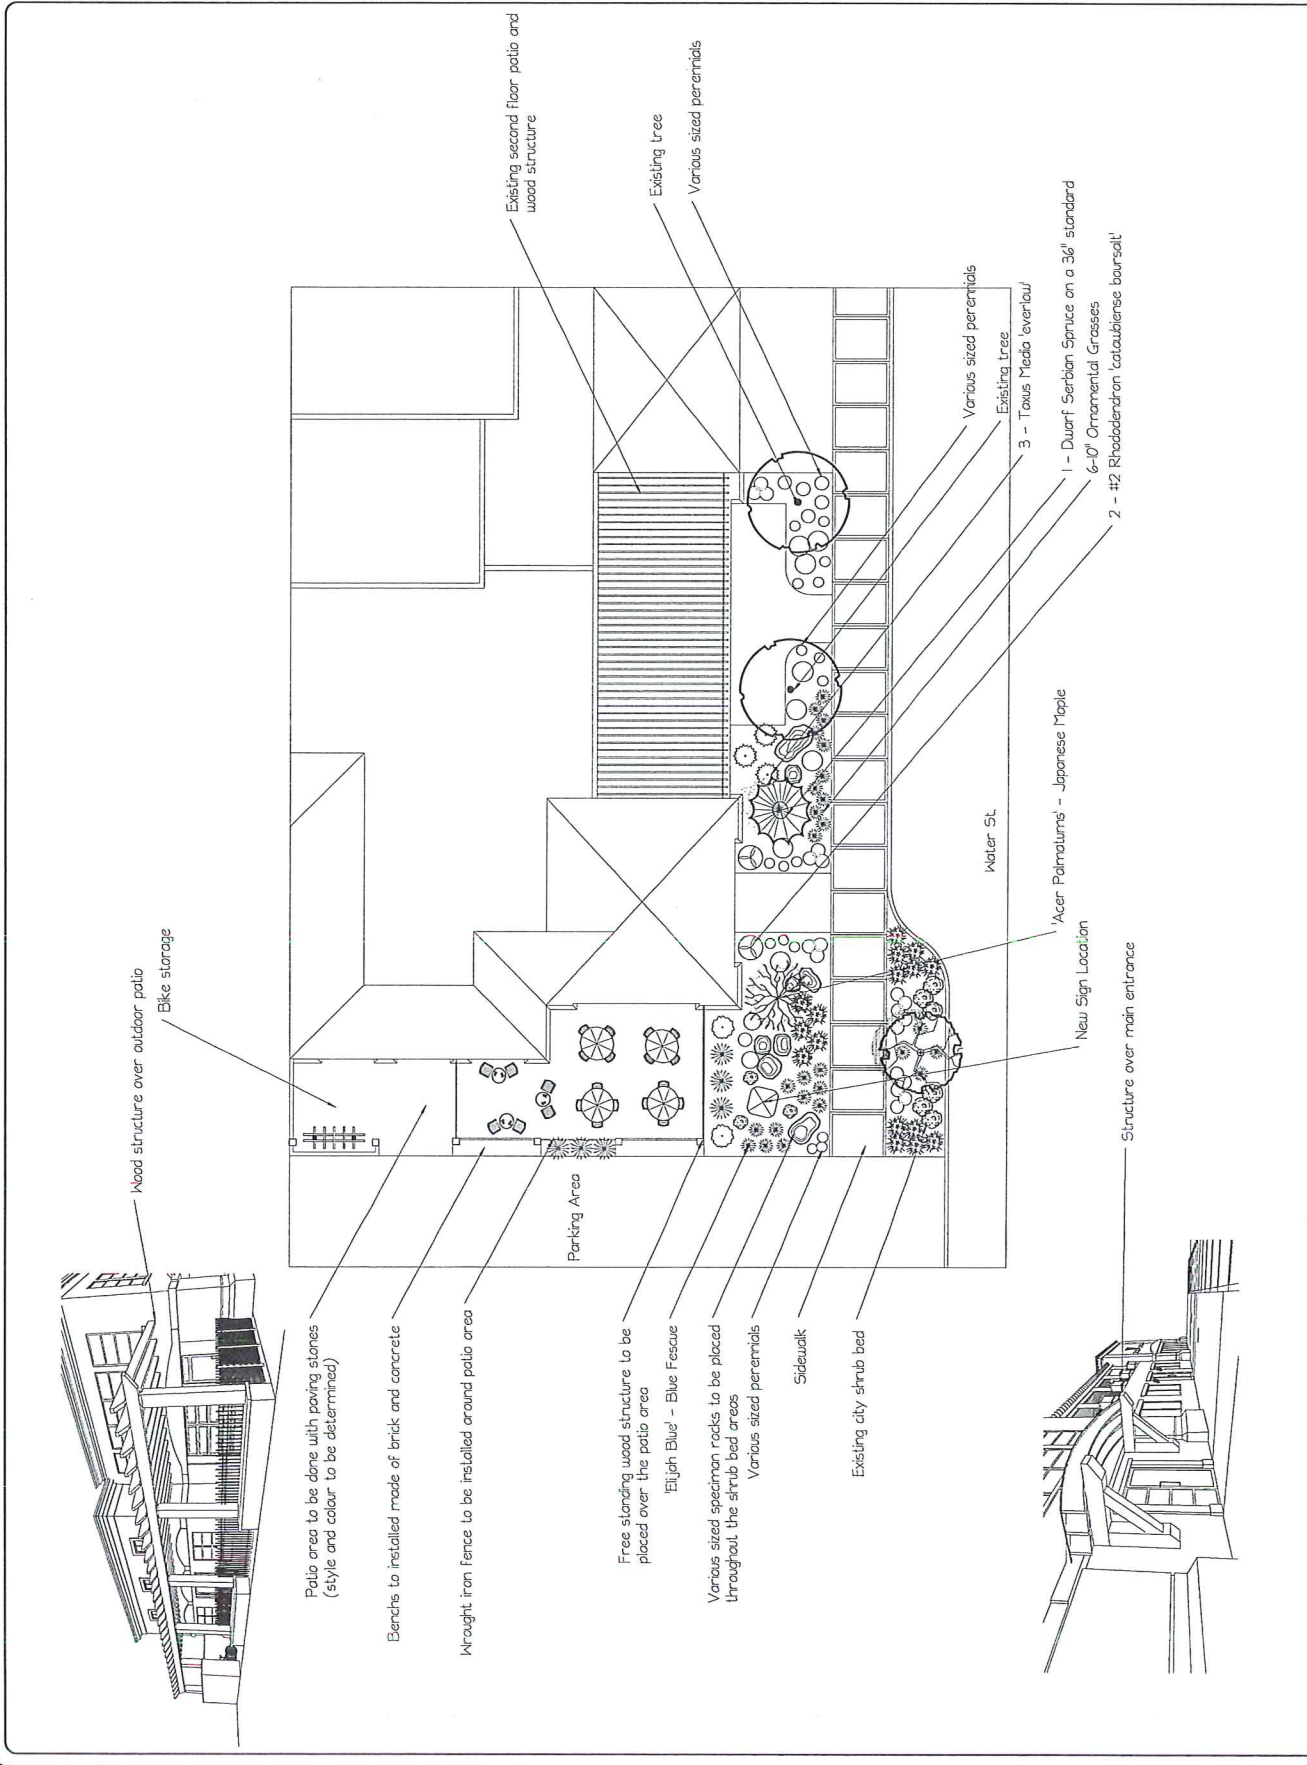 Wood structure over outdoor patio
Bike storage
Patio area to be done with paving stones
(style and colour to be determined)
Benchs to installed made of brick and concrete
Wrought iron fence to be installed around patio area
Parking Area
Free standing wood structure to be
placed over the patio area
'Elijah Blue' - Blue Fescue
Various sized speciman rocks to be placed
throughout the shrub bed areas
Various sized perennials
Sidewalk
Existing city shrub bed
Existing second floor patio and
wood structure
Existing tree
Various sized perennials
Various sized perennials
Existing tree
3 - Taxus Media 'everlow'
1 - Dwarf Serbian Spruce on a 36" standard
6-10" Ornamental Grasses
2 - #2 Rhododendron 'cataubiense boursalt'
Water St.
'Acer Palmatums' - Japanese Maple
New Sign Location
Structure over main entrance